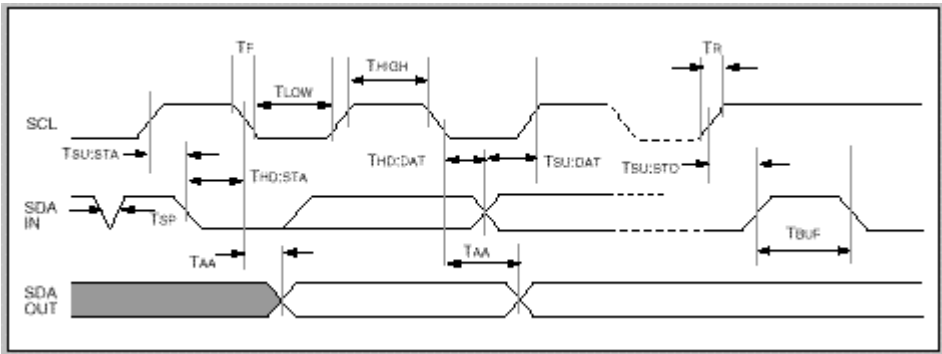 TF
TR
THIGH
TLOW
SCL
TSU:STA
THD:DAT
TSU:DAT
TSU:STO
THD:STA
SDA
IN
TSP
TBUF
TAA
TAA
SDA
OUT